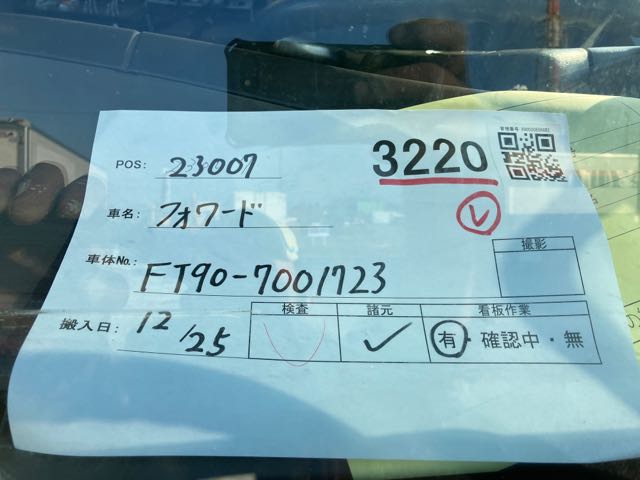 POS: 23007
3220
車名: フォワード
レ
撮影
車体No.: FT90-7001723
搬入日: 12/25
検査 諸元 看板作業
有・確認中・無